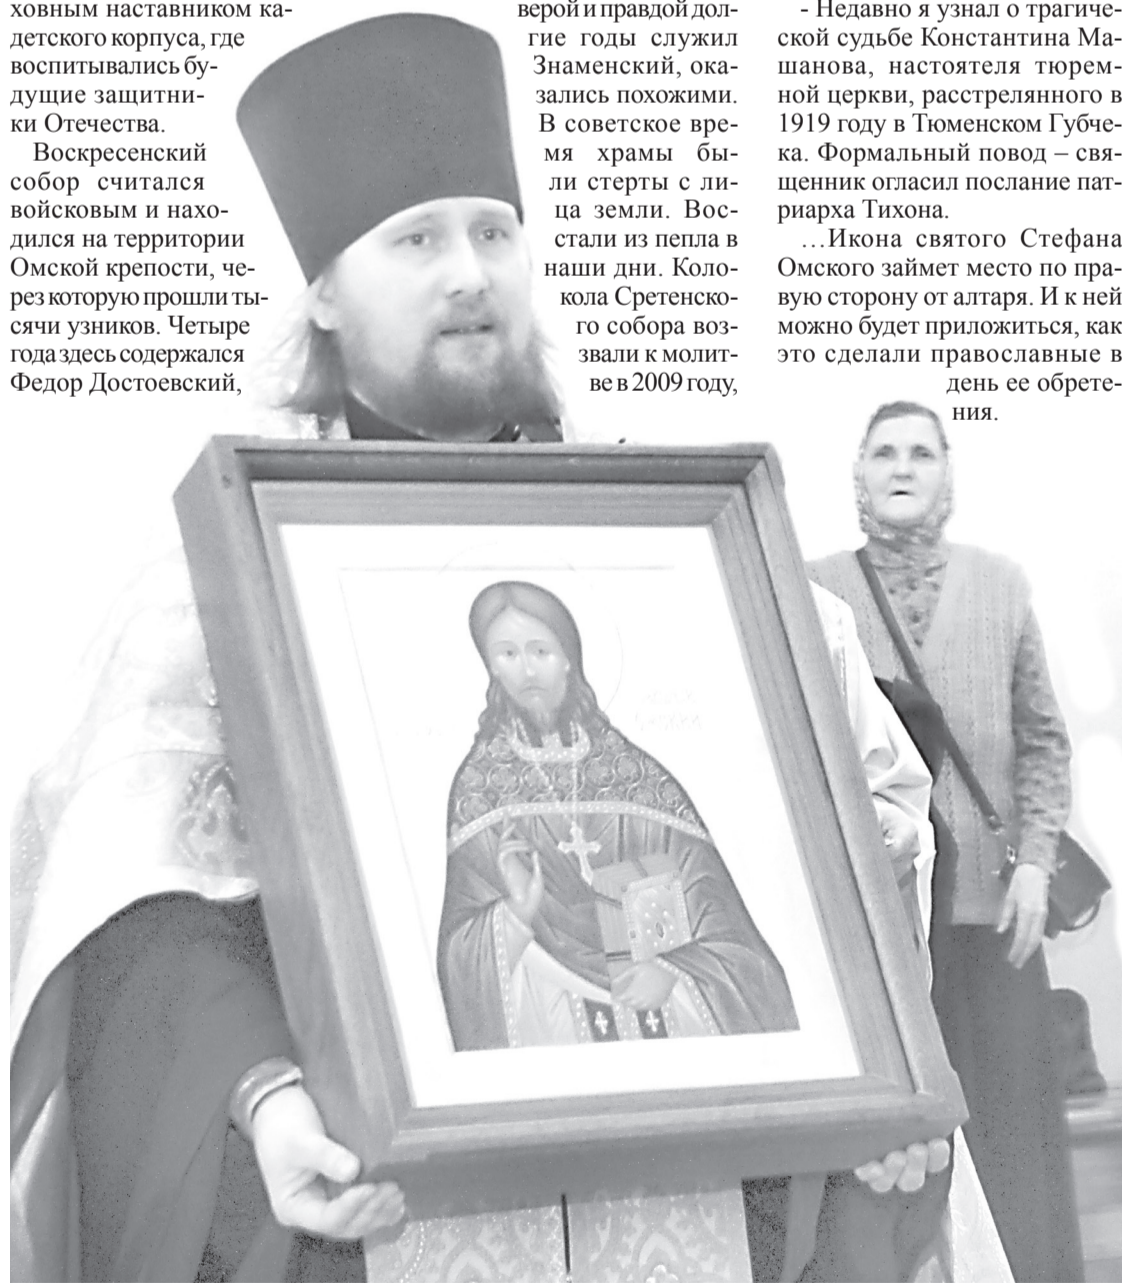 ховным наставником ка-
детского корпуса, где
воспитывались бу-
дущие защитни-
ки Отечества.
Воскресенский
собор считался
войсковым и нахо-
дился на территории
Омской крепости, че-
рез которую прошли ты-
сячи узников. Четыре
года здесь содержался
Федор Достоевский,
верой и правдой дол-
гие годы служил
Знаменский, ока-
зались похожими.
В советское вре-
мя храмы бы-
ли стерты с ли-
ца земли. Вос-
стали из пепла в
наши дни. Коло-
кола Сретенско-
го собора воз-
звали к молит-
ве в 2009 году,
- Недавно я узнал о трагиче-
ской судьбе Константина Ма-
шанова, настоятеля тюрем-
ной церкви, расстрелянного в
1919 году в Тюменском Губче-
ка. Формальный повод – свя-
щенник огласил послание пат-
риарха Тихона.
…Икона святого Стефана
Омского займет место по пра-
вую сторону от алтаря. И к ней
можно будет приложиться, как
это сделали православные в
день ее обрете-
ния.